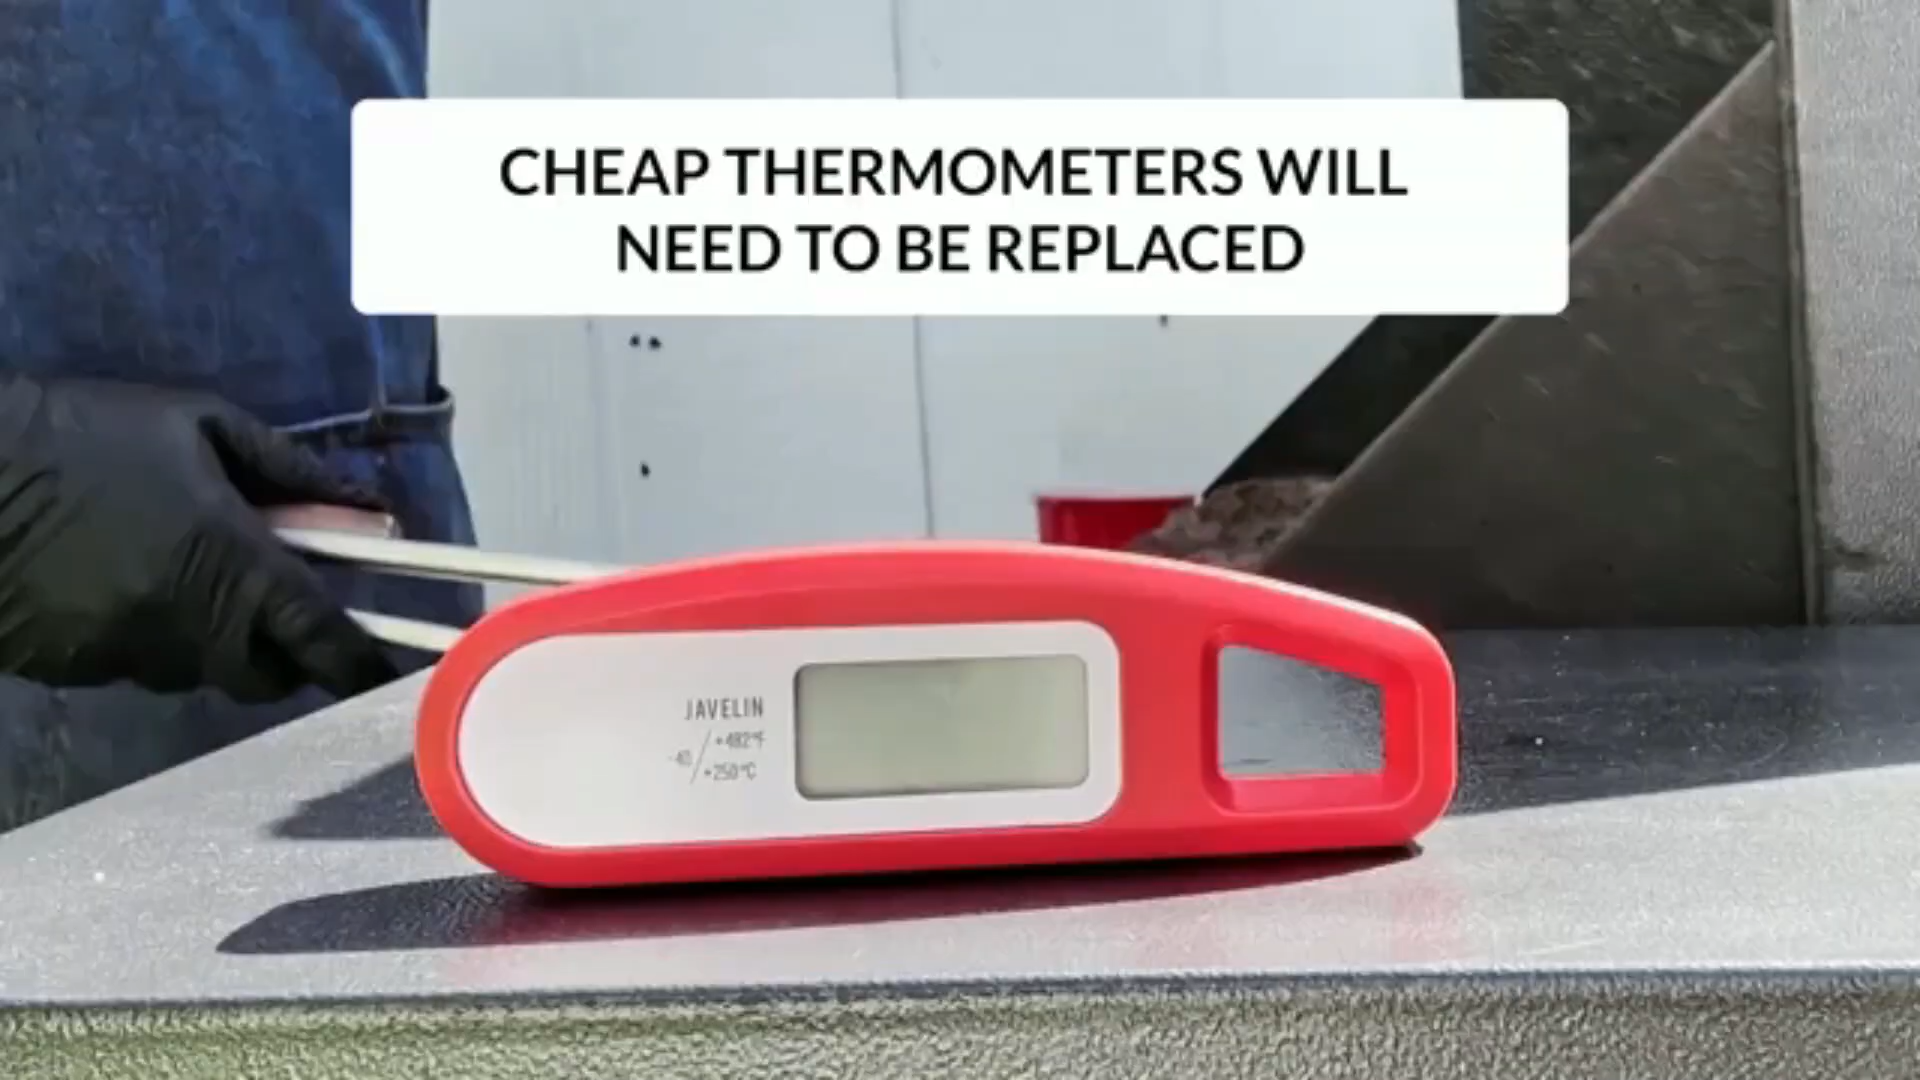 CHEAP THERMOMETERS WILL
NEED TO BE REPLACED
JAVELIN
-40 / +482°F
+250°C